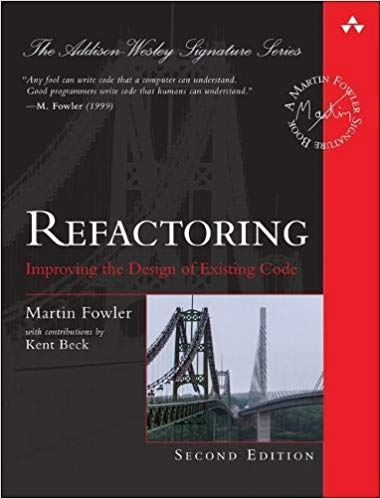 The Addison-Wesley Signature Series
"Any fool can write code that a computer can understand.
Good programmers write code that humans can understand."
—M. Fowler (1999)
A MARTIN FOWLER SIGNATURE BOOK
Martin
REFACTORING
Improving the Design of Existing Code
Martin Fowler
with contributions by
Kent Beck
SECOND EDITION